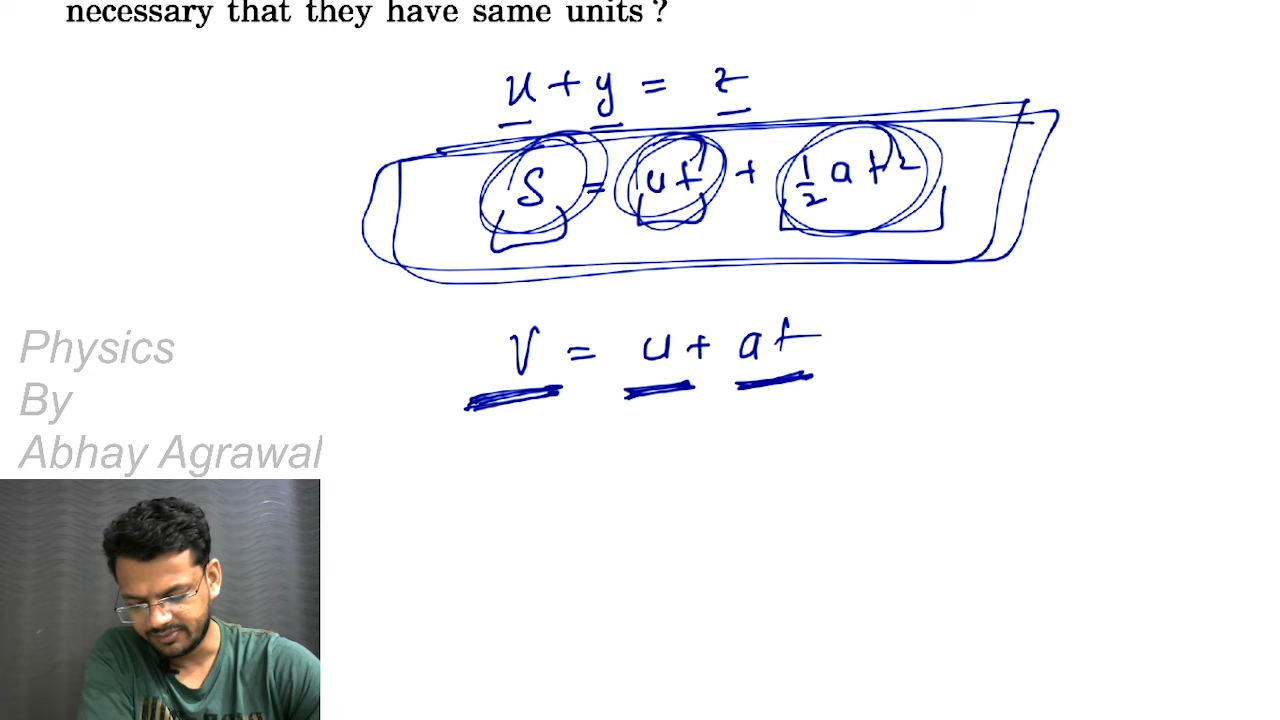 necessary that they have same units ?
x + y = z
S = ut + 1/2 at²
V = u + at
Physics
By
Abhay Agrawal